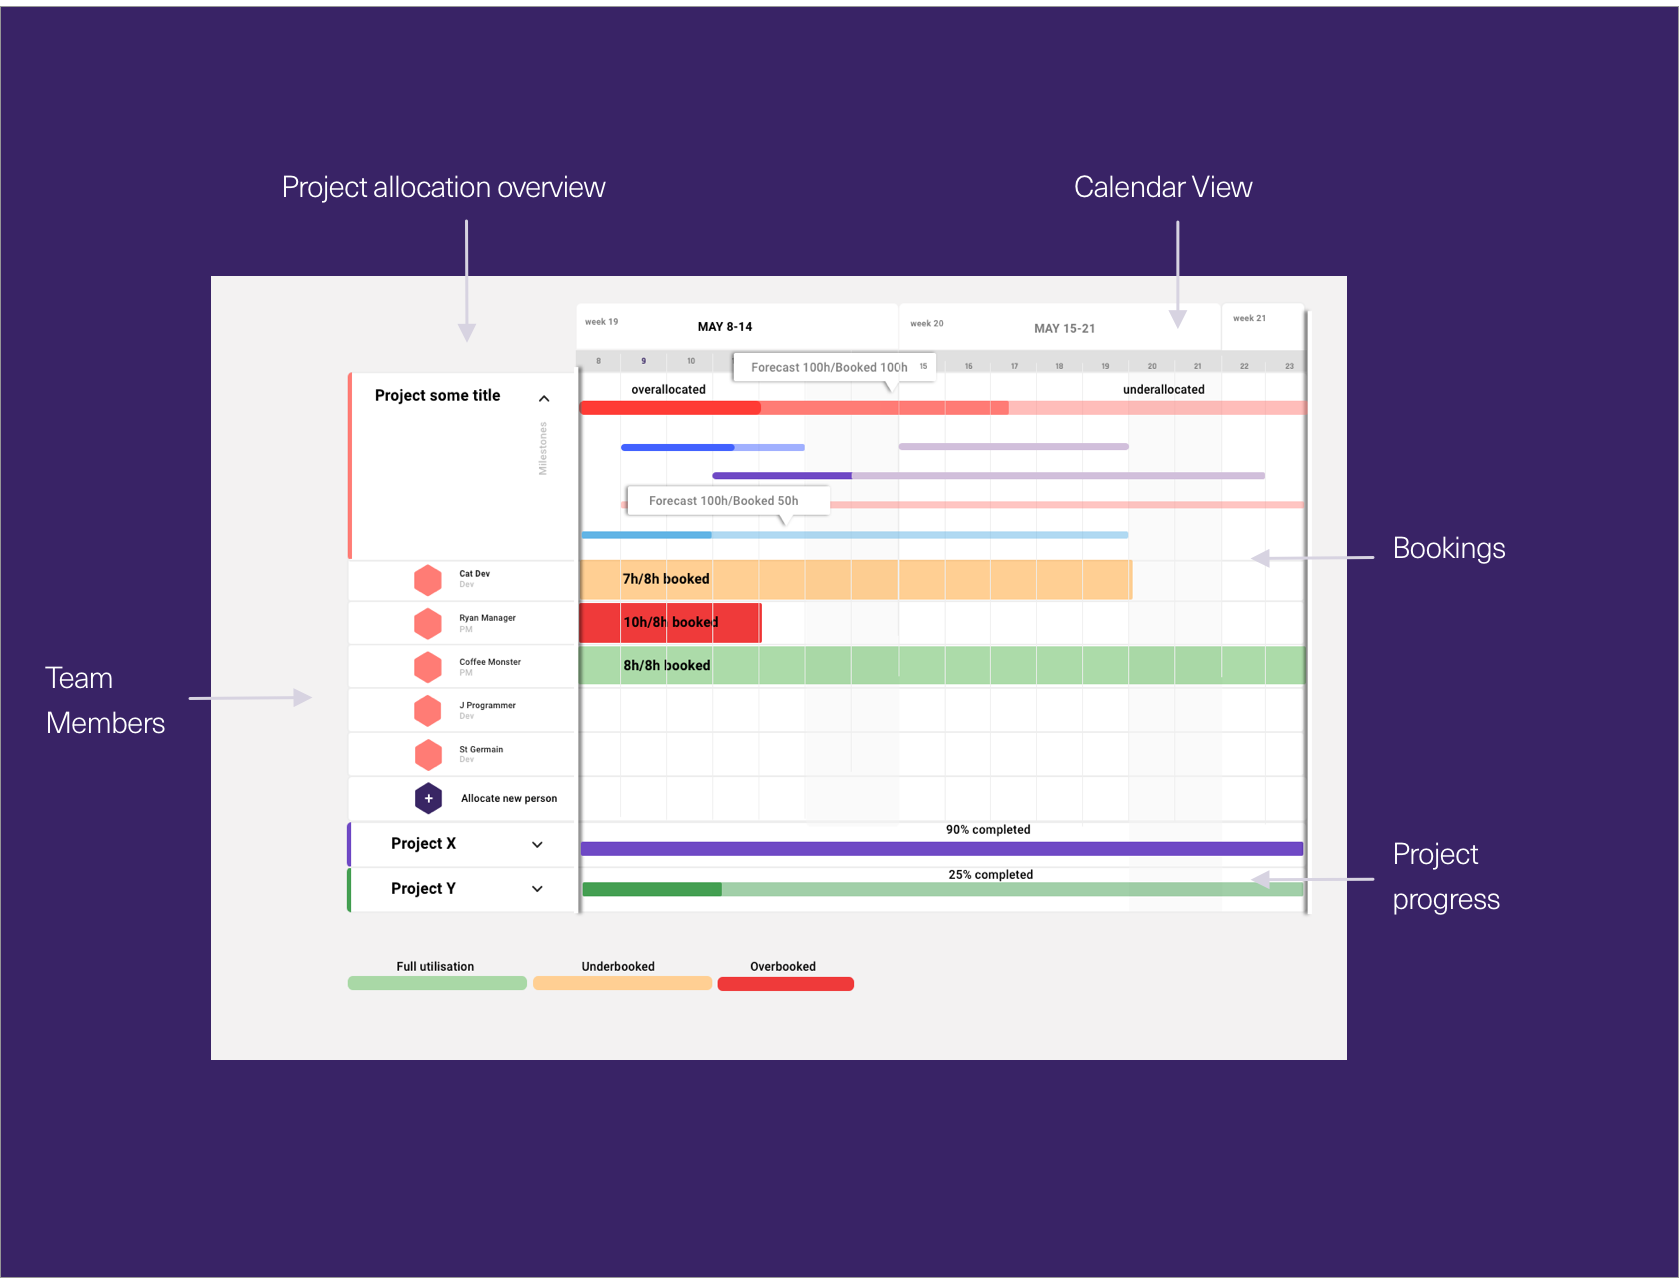 Project allocation overview
Calendar View
week 19
MAY 8-14
week 20
MAY 15-21
week 21
8
9
10
Forecast 100h/Booked 100h
15
16
17
18
19
20
21
22
23
Project some title
overallocated
underallocated
Milestones
Forecast 100h/Booked 50h
Bookings
Cat Dev
Dev
7h/8h booked
Ryan Manager
PM
10h/8h booked
Coffee Monster
PM
8h/8h booked
Team
Members
J Programmer
Dev
St Germain
Dev
+
Allocate new person
Project X
90% completed
Project Y
25% completed
Project
progress
Full utilisation
Underbooked
Overbooked